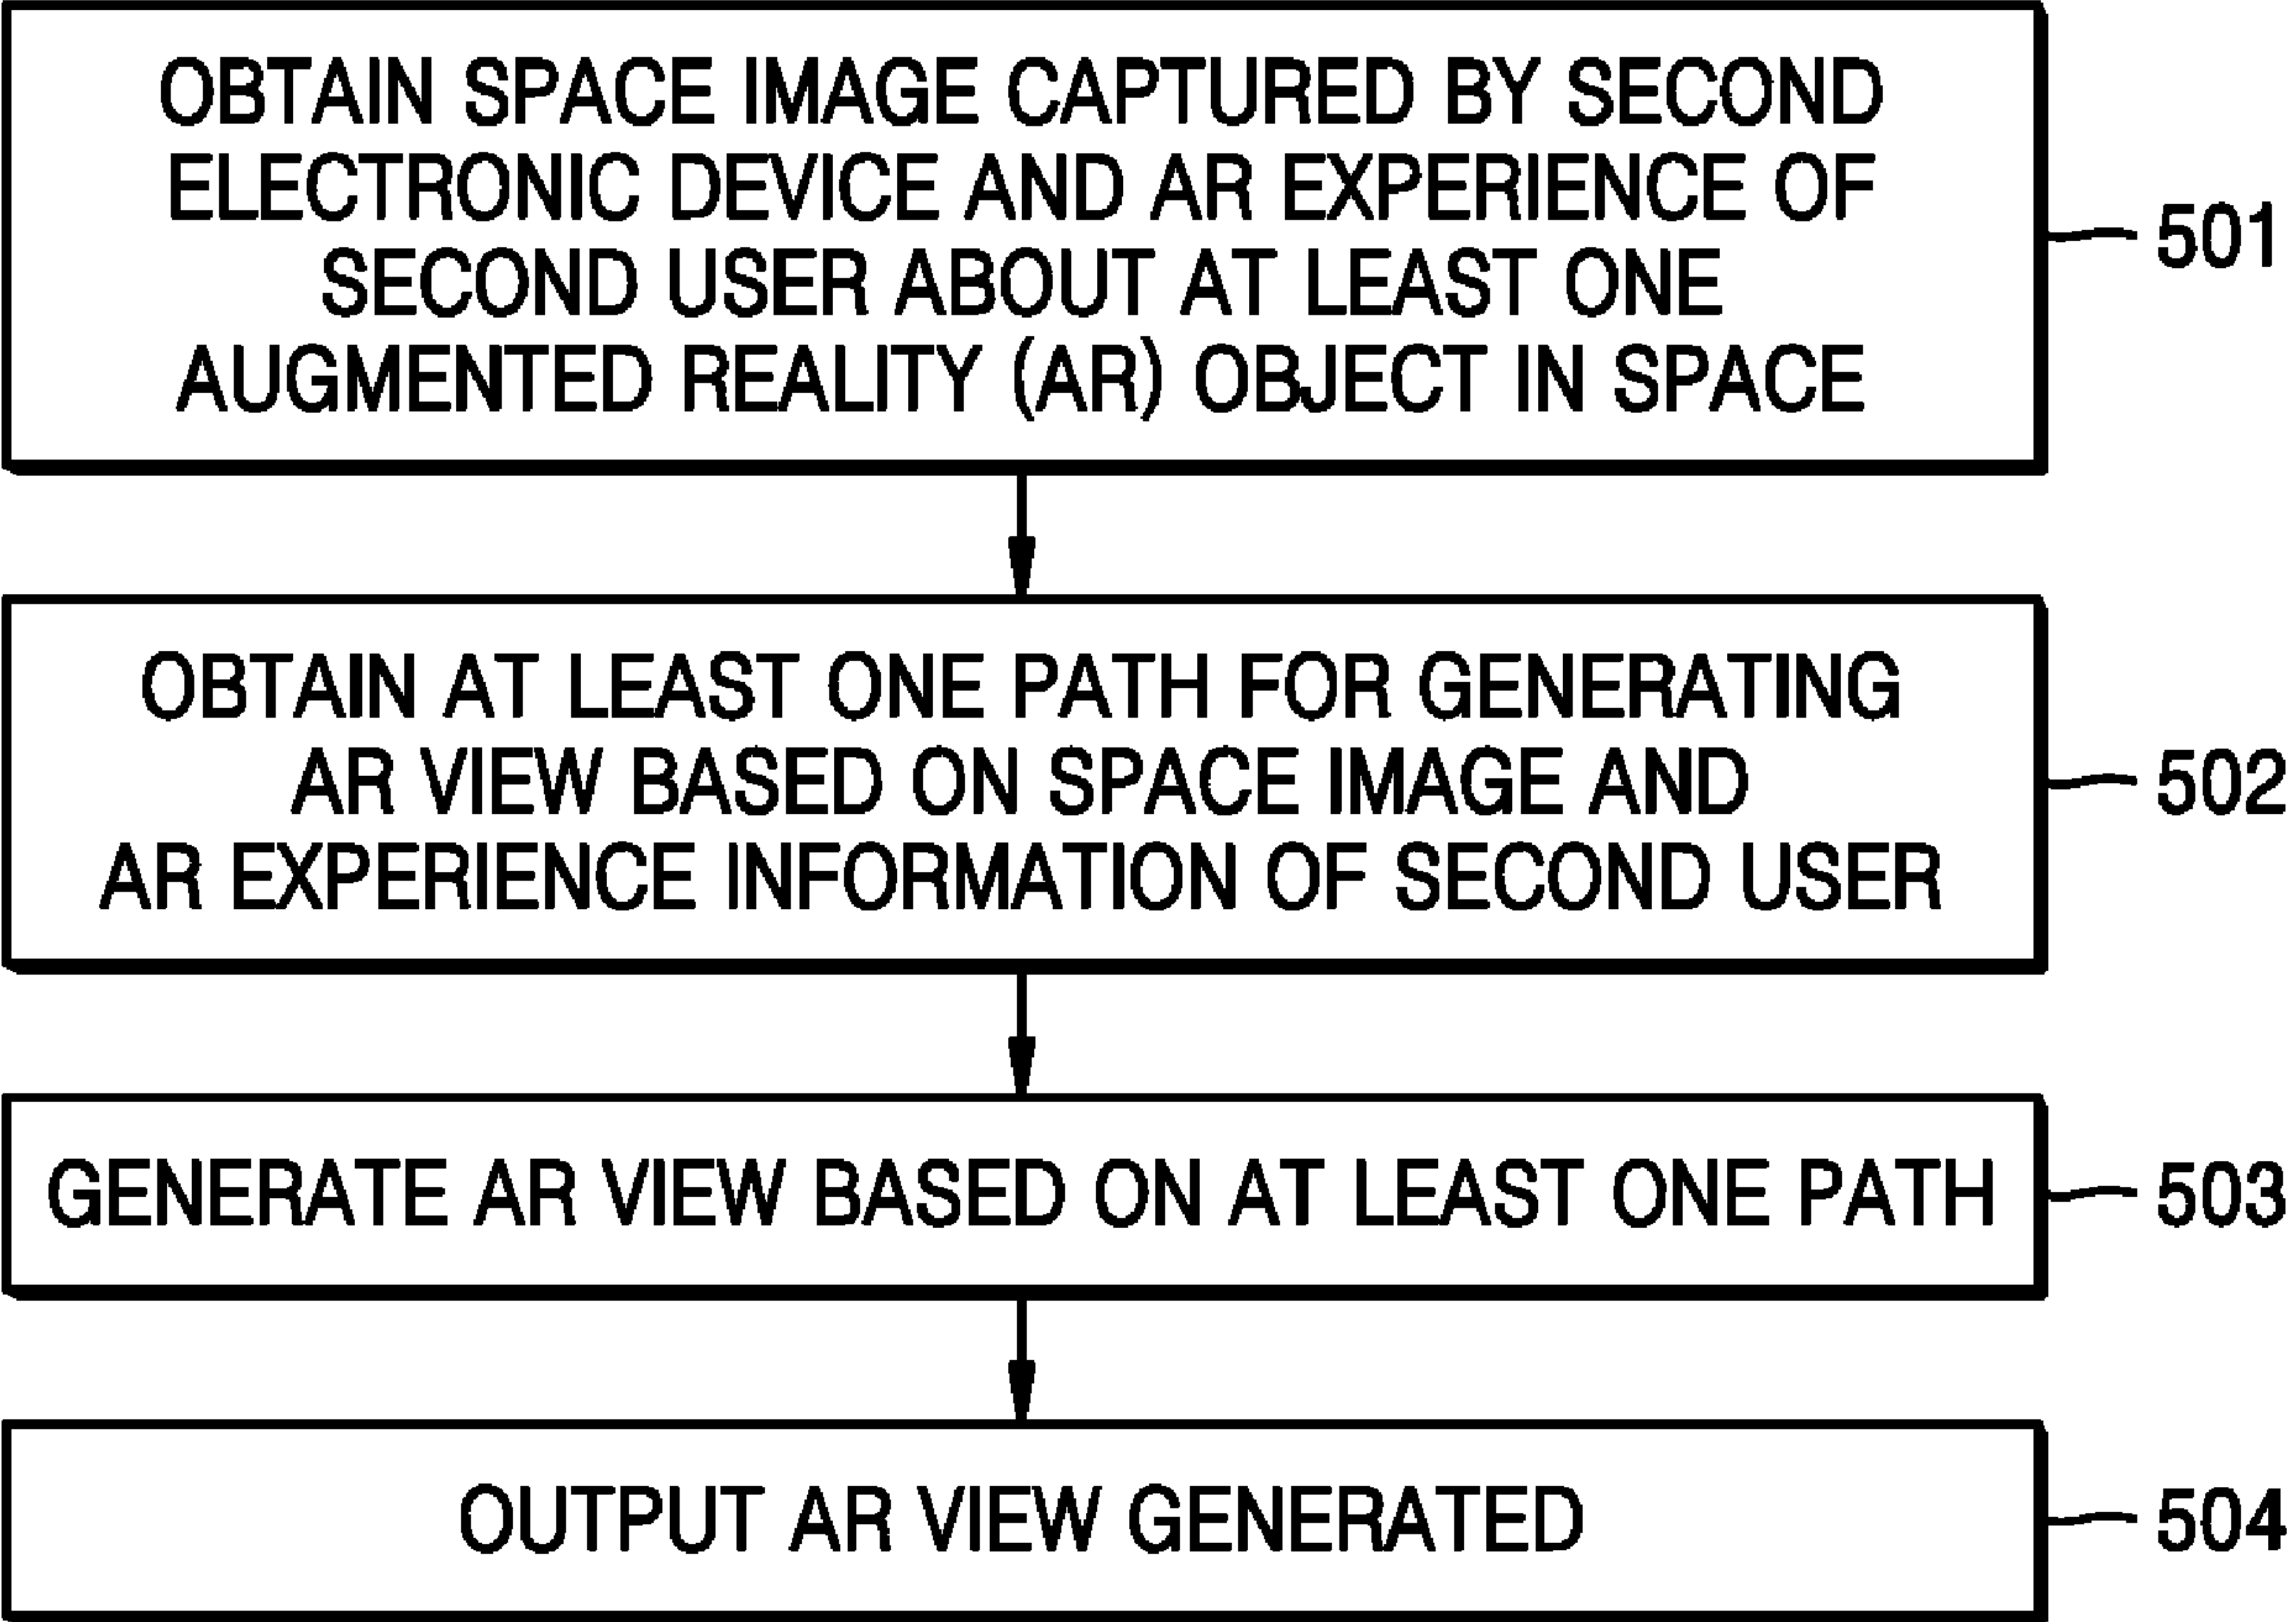 OBTAIN SPACE IMAGE CAPTURED BY SECOND
ELECTRONIC DEVICE AND AR EXPERIENCE OF
SECOND USER ABOUT AT LEAST ONE
AUGMENTED REALITY (AR) OBJECT IN SPACE
501
OBTAIN AT LEAST ONE PATH FOR GENERATING
AR VIEW BASED ON SPACE IMAGE AND
AR EXPERIENCE INFORMATION OF SECOND USER
502
GENERATE AR VIEW BASED ON AT LEAST ONE PATH
503
OUTPUT AR VIEW GENERATED
504